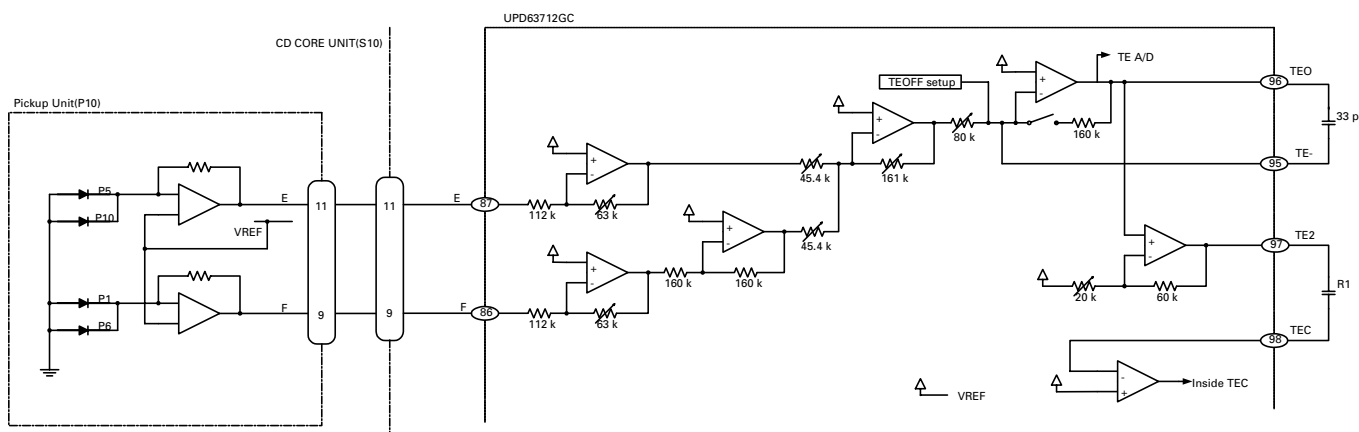 UPD63712GC
CD CORE UNIT(S10)
Pickup Unit(P10)
TEOFF setup
TE A/D
TEO
96
33 p
160 k
80 k
TE-
95
45.4 k
161 k
P5
P10
E
11
11
E
87
112 k
63 k
VREF
45.4 k
97
TE2
P1
P6
F
9
9
F
86
112 k
63 k
160 k
160 k
20 k
60 k
R1
TEC
98
Inside TEC
VREF
+
-
+
-
+
-
+
-
+
-
+
-
-
+